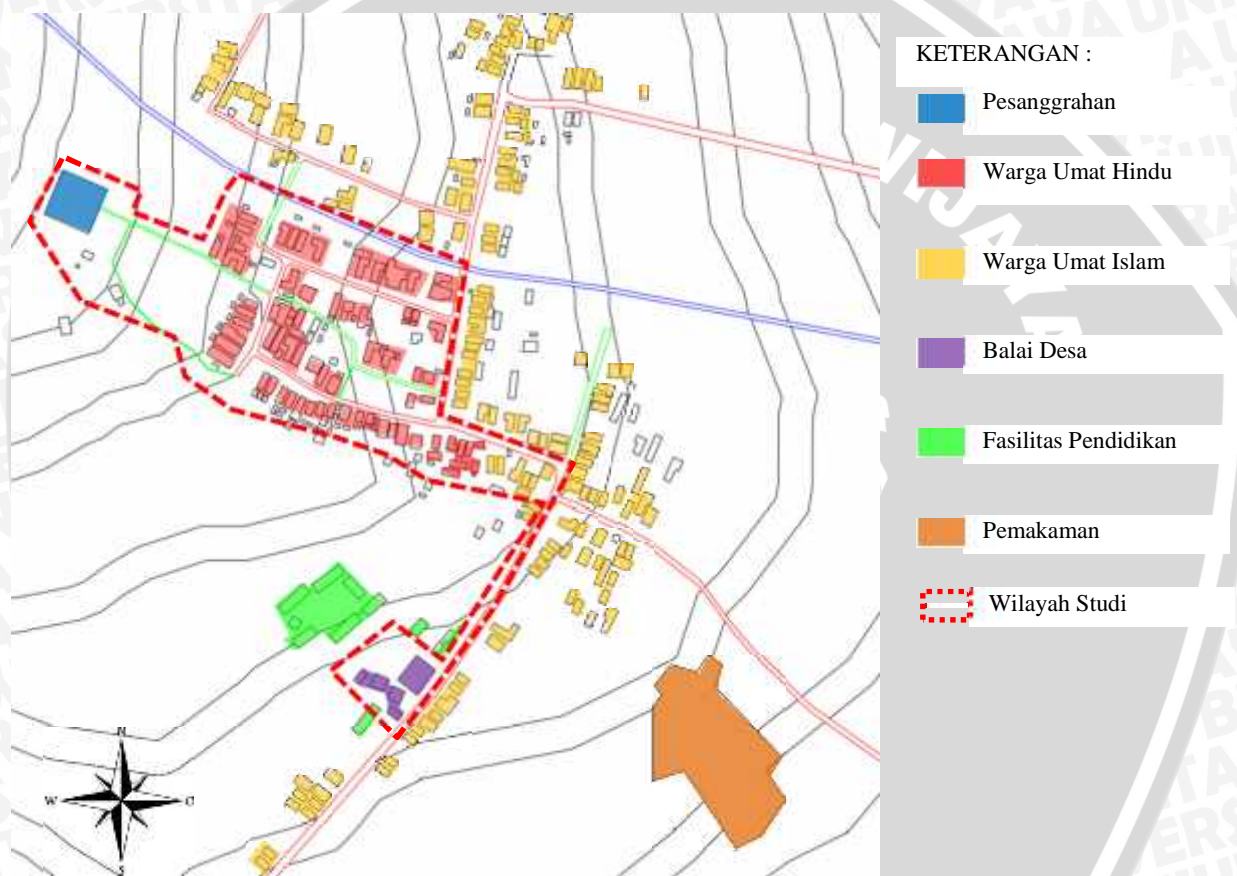 KETERANGAN :
Pesanggrahan
Warga Umat Hindu
Warga Umat Islam
Balai Desa
Fasilitas Pendidikan
Pemakaman
Wilayah Studi
N
W
S